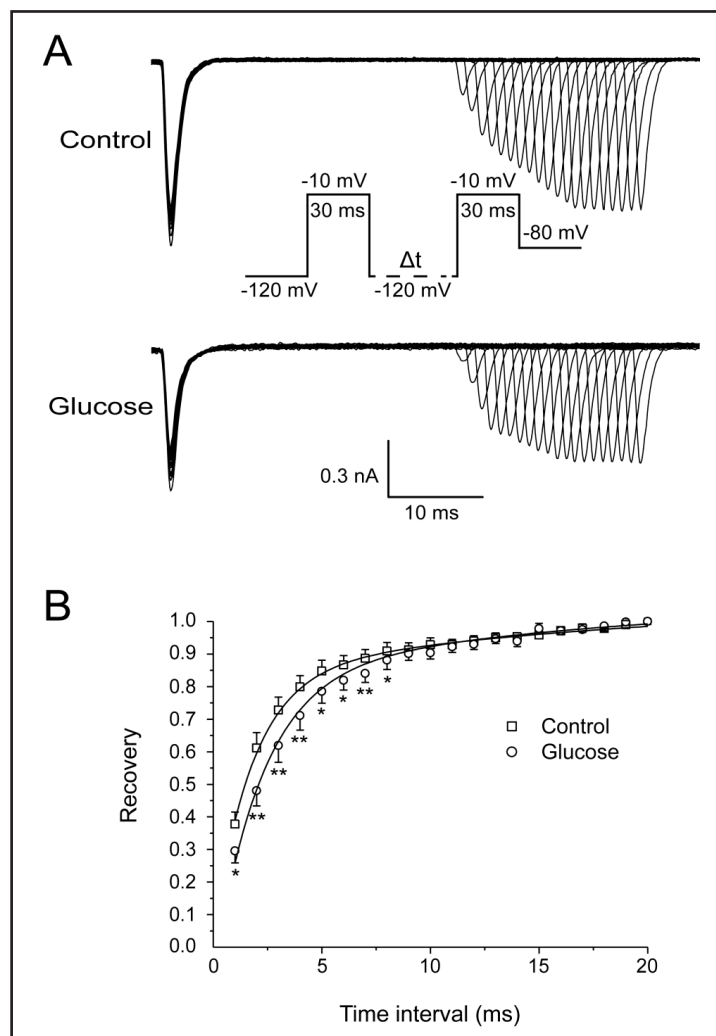 A
Control
-10 mV -10 mV
30 ms 30 ms
-80 mV
Δt
-120 mV -120 mV
Glucose
0.3 nA
10 ms
B
1.0
0.9
0.8
0.7
0.6
0.5
0.4
0.3
0.2
0.1
0.0
Recovery
Control
Glucose
*
**
**
**
*
*
**
*
0 5 10 15 20
Time interval (ms)